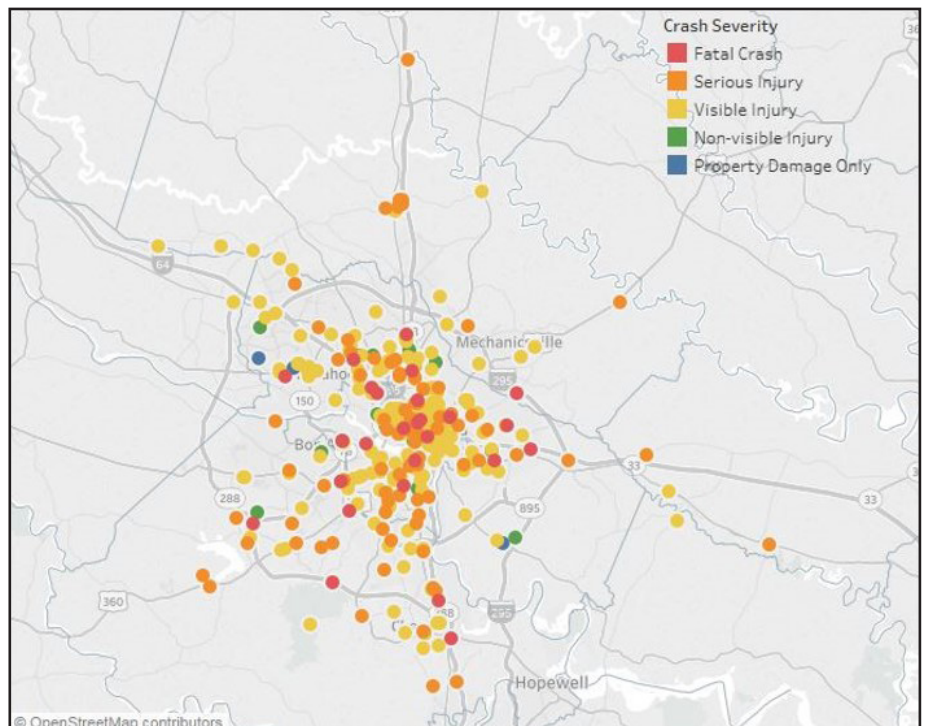 Crash Severity
Fatal Crash
Serious Injury
Visible Injury
Non-visible Injury
Property Damage Only
36
64
Mechanicsville
295
150
33
33
288
895
360
295
Hopewell
© OpenStreetMap contributors